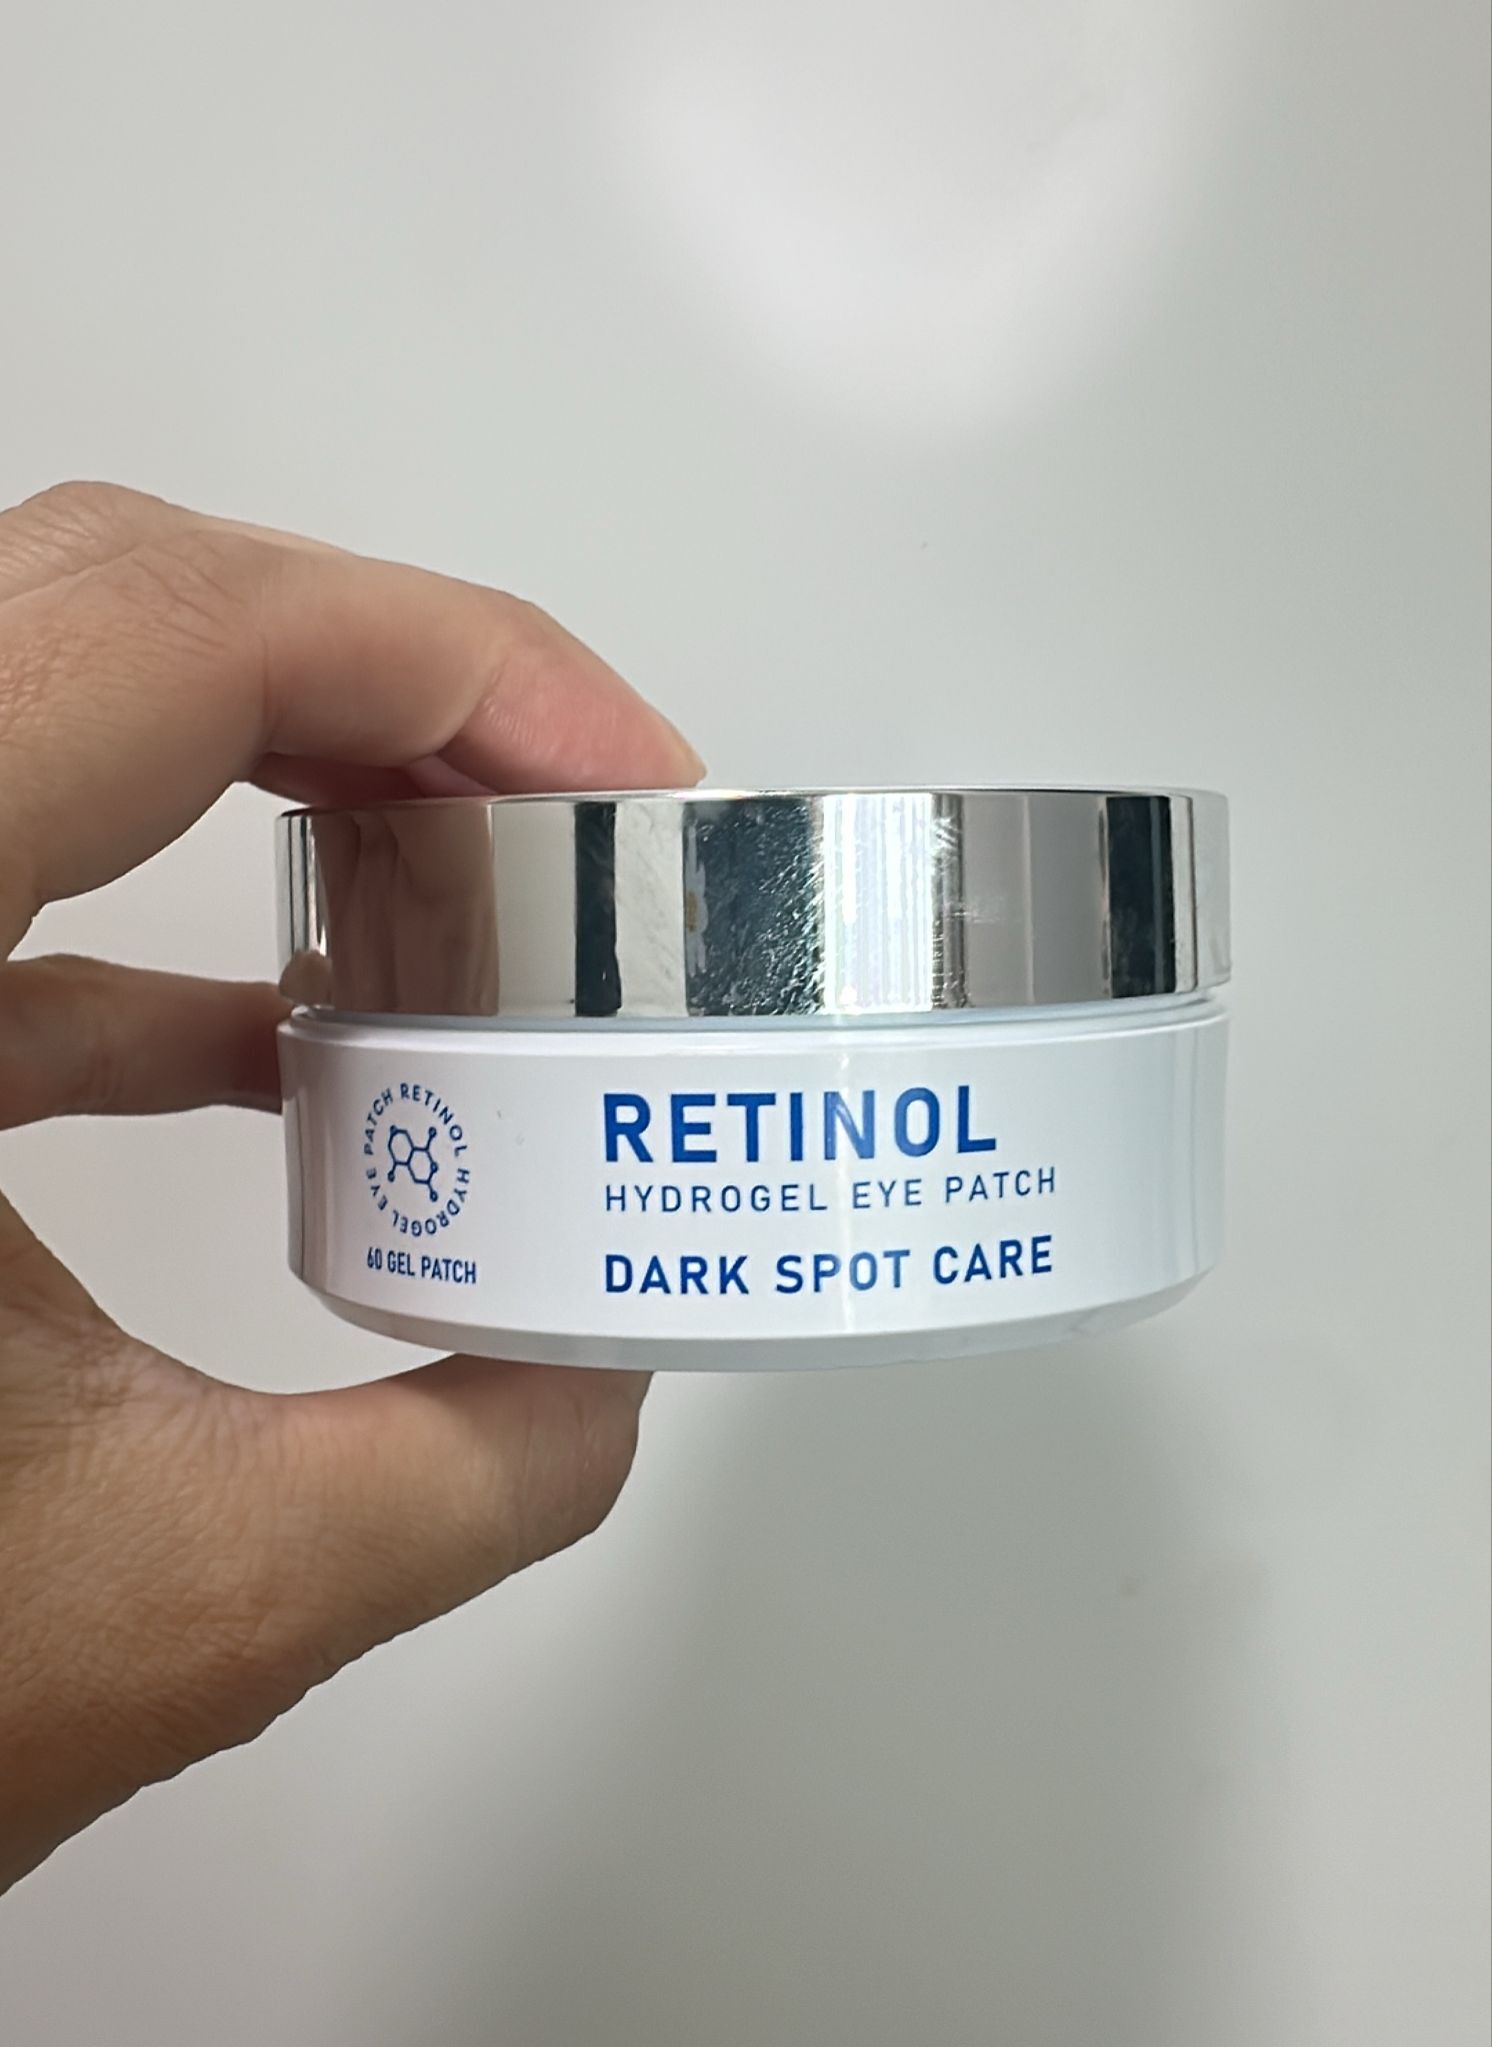 EYE PATCH RETINOL HYDROGEL
60 GEL PATCH
RETINOL
HYDROGEL EYE PATCH
DARK SPOT CARE